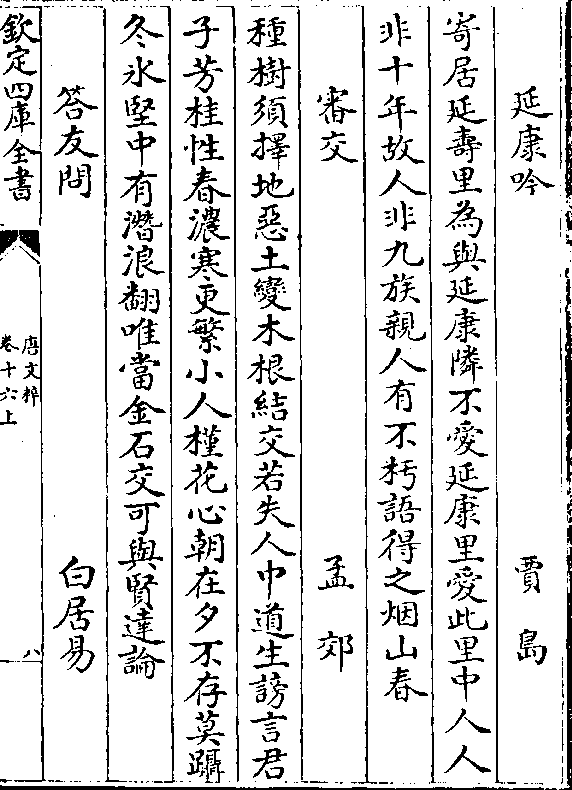 延康吟 賈島
寄居延壽里為與延康隣不愛延康里愛此里中人人
非十年故人非九族親人有不朽語得之烟山春
審交 孟郊
種樹須擇地惡土變木根結交若失人中道生謗言君
子芳桂性春濃寒更繁小人槿花心朝在夕不存莫躡
冬氷堅中有潛浪翻唯當金石交可與賢達論
答友問 白居易
欽定四庫全書
唐文粹
卷十六上
八